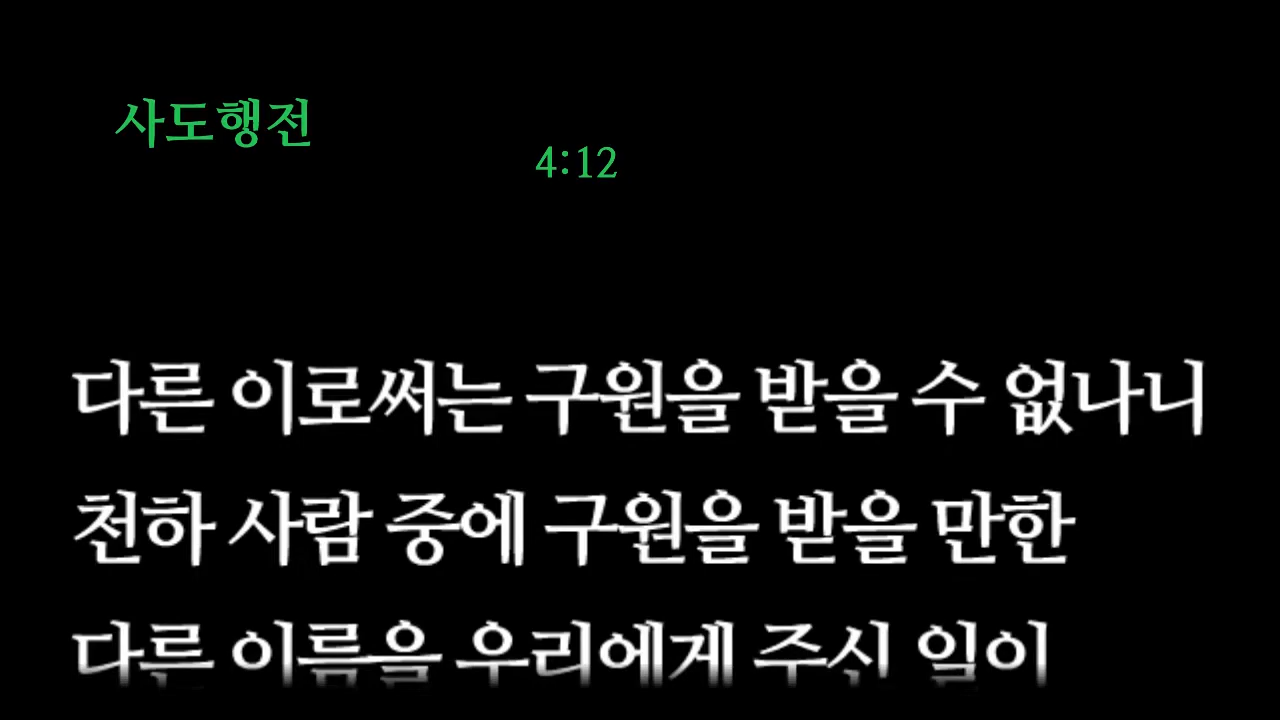 사도행전
4:12
다른 이로써는 구원을 받을 수 없나니
천하 사람 중에 구원을 받을 만한
다른 이름을 우리에게 주신 일이